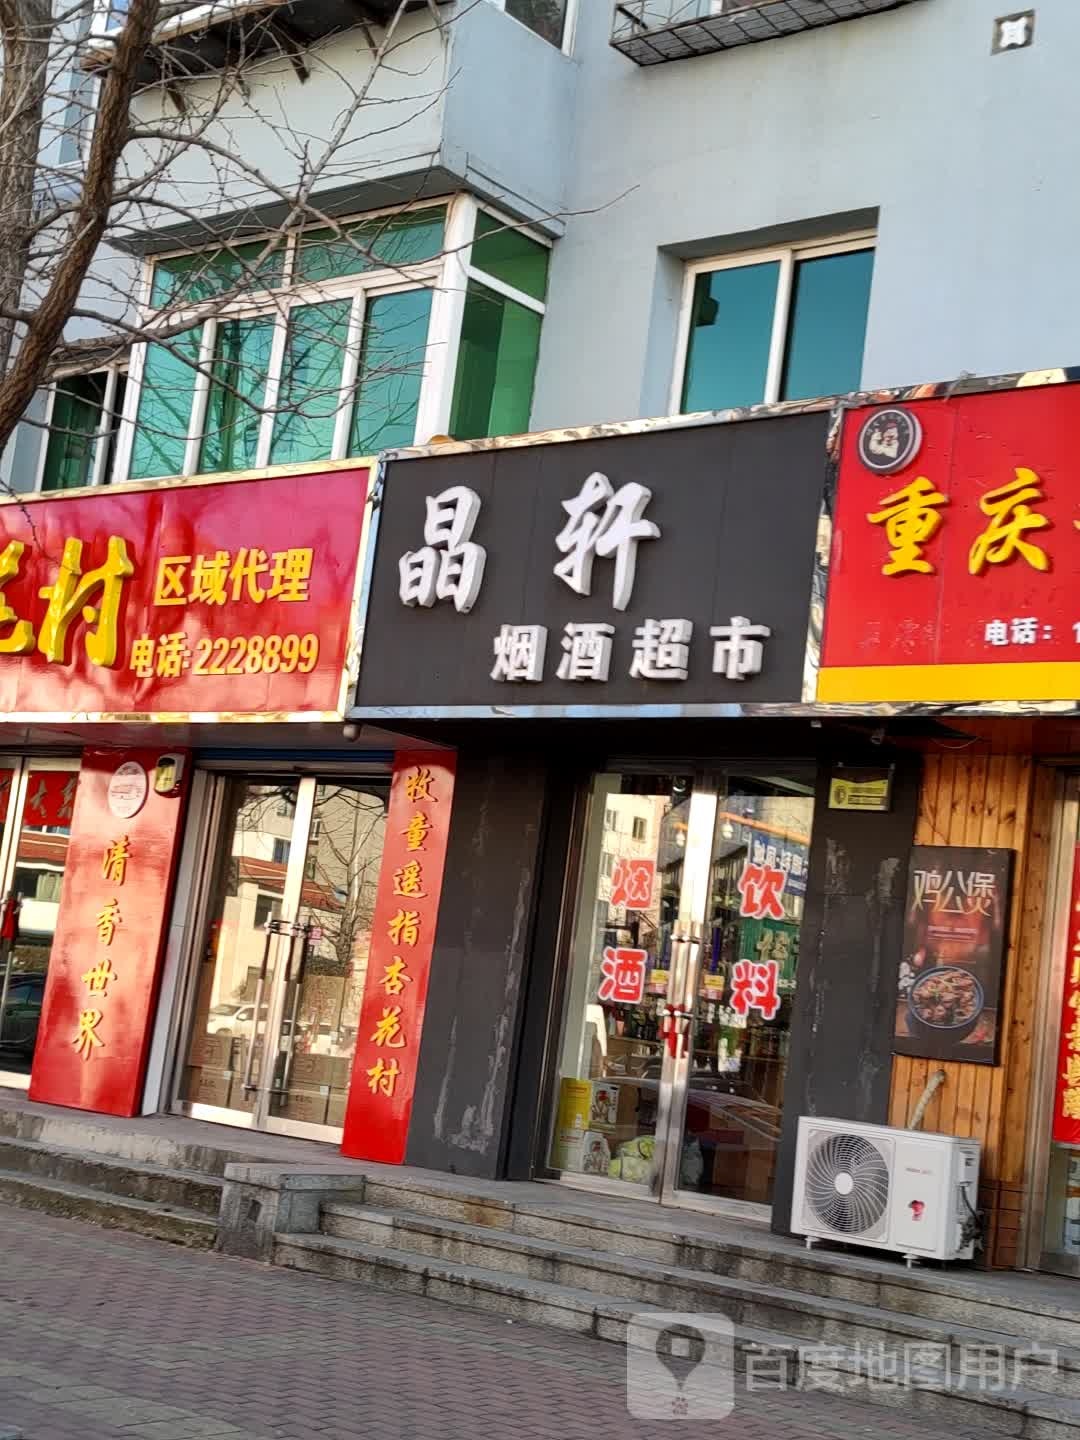 花村
区域代理
电话:2228899
晶轩
烟酒超市
重庆
电话：1
清香世界
牧童遥指杏花村
烟酒
饮料
鸡公煲
百度地图用户